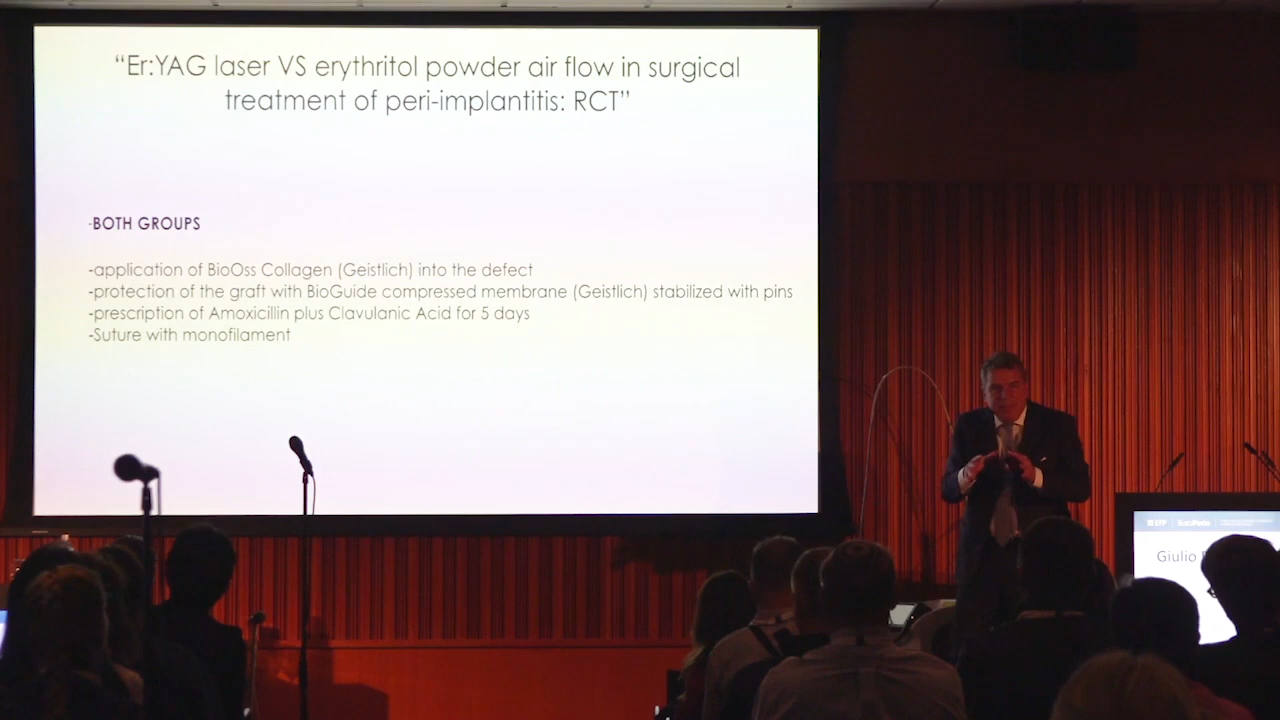 “Er:YAG laser VS erythritol powder air flow in surgical
treatment of peri-implantitis: RCT”
-BOTH GROUPS
-application of BioOss Collagen (Geistlich) into the defect
-protection of the graft with BioGuide compressed membrane (Geistlich) stabilized with pins
-prescription of Amoxicillin plus Clavulanic Acid for 5 days
-Suture with monofilament
EFP EuroPerio
Giulio